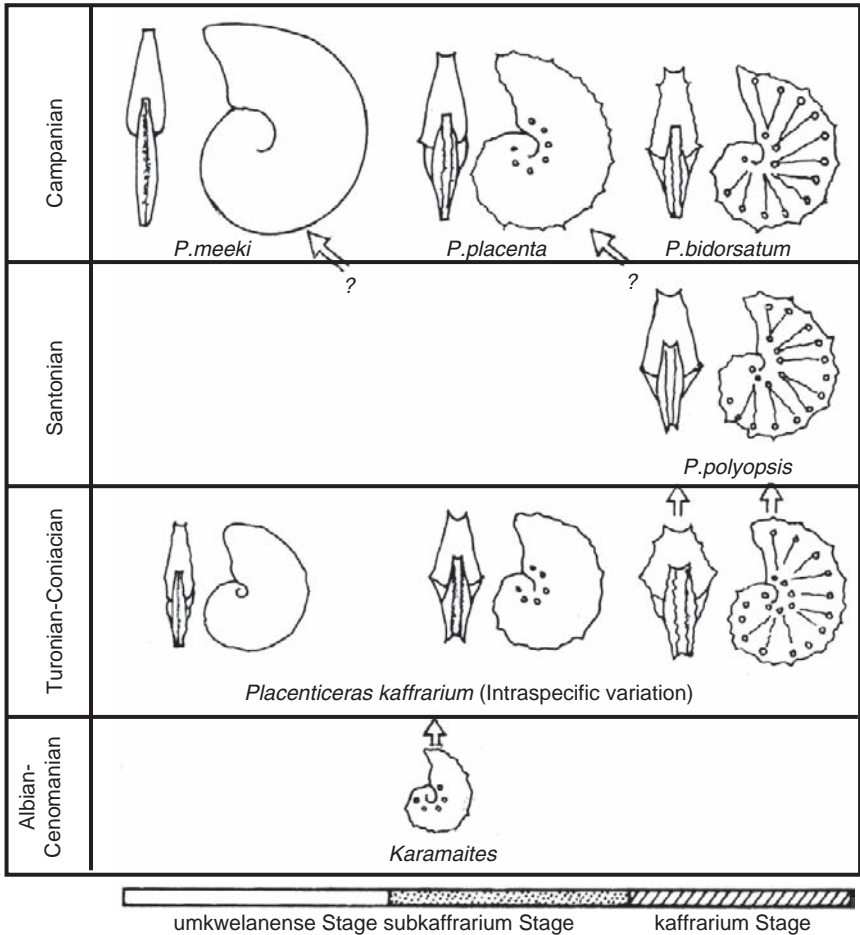 Campanian
P.meeki
P.placenta
P.bidorsatum
?
?
Santonian
P.polyopsis
Turonian-Coniacian
Placenticeras kaffrarium (Intraspecific variation)
Albian-
Cenomanian
Karamaites
umkwelanense Stage subkaffrarium Stage kaffrarium Stage